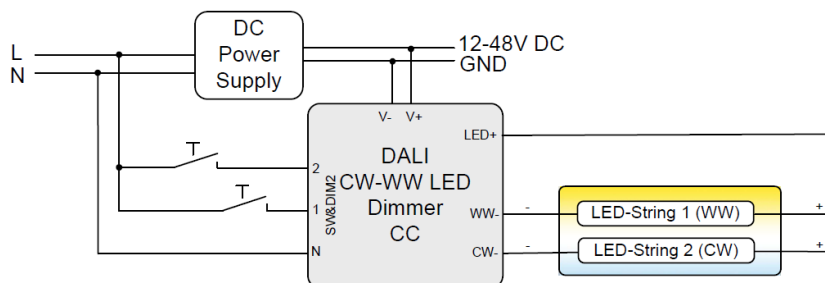 DC
Power
Supply
L
N
12-48V DC
GND
V-
V+
LED+
DALI
CW-WW LED
Dimmer
CC
SW&DIM2
2
1
N
T
T
WW-
CW-
-
-
LED-String 1 (WW)
LED-String 2 (CW)
+
+